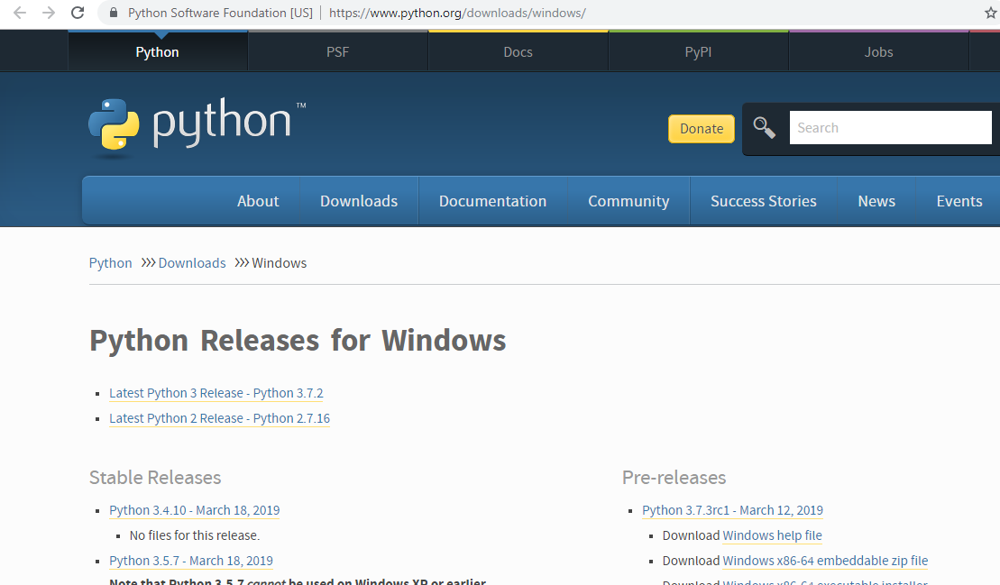 Python Software Foundation [US] | https://www.python.org/downloads/windows/
Python PSF Docs PyPI Jobs
python™
Donate Search
About Downloads Documentation Community Success Stories News Events
Python >>> Downloads >>> Windows
Python Releases for Windows
Latest Python 3 Release - Python 3.7.2
Latest Python 2 Release - Python 2.7.16
Stable Releases
Python 3.4.10 - March 18, 2019
No files for this release.
Python 3.5.7 - March 18, 2019
Note that Python 3.5.7 cannot be used on Windows XP or earlier.
Pre-releases
Python 3.7.3rc1 - March 12, 2019
Download Windows help file
Download Windows x86-64 embeddable zip file
Download Windows x86-64 executable installer